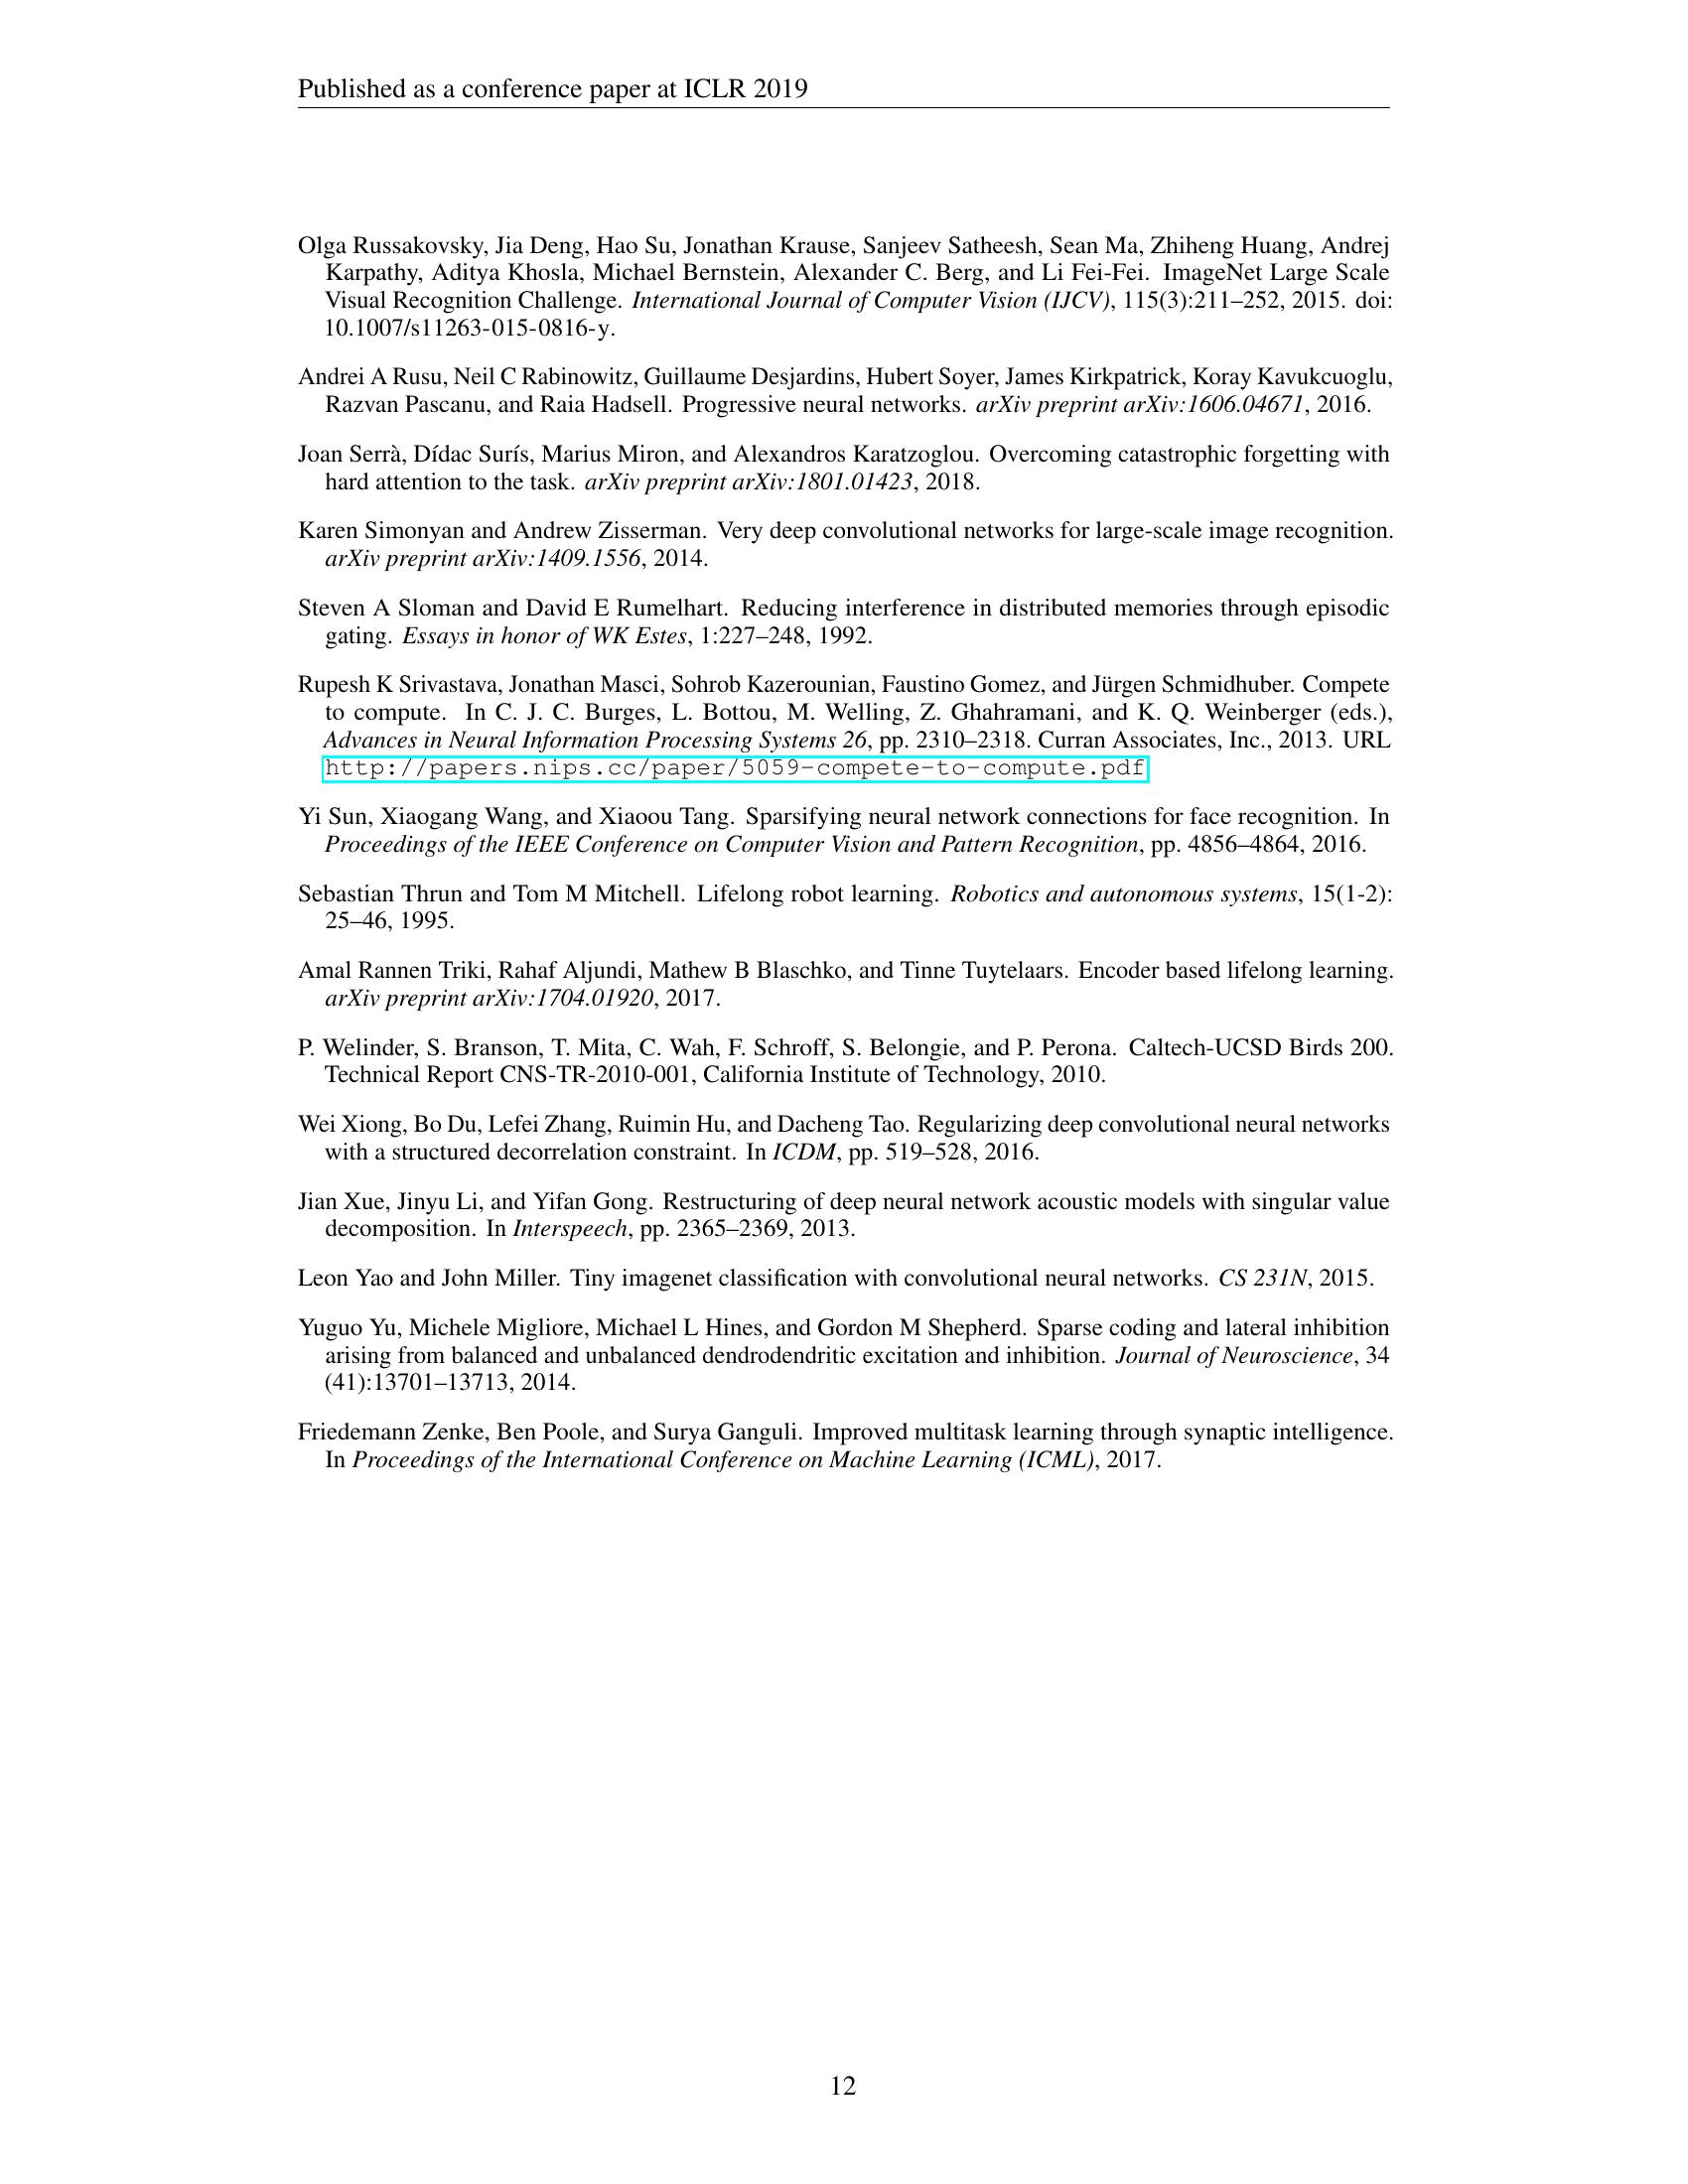 Published as a conference paper at ICLR 2019
Olga Russakovsky, Jia Deng, Hao Su, Jonathan Krause, Sanjeev Satheesh, Sean Ma, Zhiheng Huang, Andrej
Karpathy, Aditya Khosla, Michael Bernstein, Alexander C. Berg, and Li Fei-Fei. ImageNet Large Scale
Visual Recognition Challenge. International Journal of Computer Vision (IJCV), 115(3):211–252, 2015. doi:
10.1007/s11263-015-0816-y.
Andrei A Rusu, Neil C Rabinowitz, Guillaume Desjardins, Hubert Soyer, James Kirkpatrick, Koray Kavukcuoglu,
Razvan Pascanu, and Raia Hadsell. Progressive neural networks. arXiv preprint arXiv:1606.04671, 2016.
Joan Serrà, Dídac Surís, Marius Miron, and Alexandros Karatzoglou. Overcoming catastrophic forgetting with
hard attention to the task. arXiv preprint arXiv:1801.01423, 2018.
Karen Simonyan and Andrew Zisserman. Very deep convolutional networks for large-scale image recognition.
arXiv preprint arXiv:1409.1556, 2014.
Steven A Sloman and David E Rumelhart. Reducing interference in distributed memories through episodic
gating. Essays in honor of WK Estes, 1:227–248, 1992.
Rupesh K Srivastava, Jonathan Masci, Sohrob Kazerounian, Faustino Gomez, and Jürgen Schmidhuber. Compete
to compute. In C. J. C. Burges, L. Bottou, M. Welling, Z. Ghahramani, and K. Q. Weinberger (eds.),
Advances in Neural Information Processing Systems 26, pp. 2310–2318. Curran Associates, Inc., 2013. URL
http://papers.nips.cc/paper/5059-compete-to-compute.pdf
Yi Sun, Xiaogang Wang, and Xiaoou Tang. Sparsifying neural network connections for face recognition. In
Proceedings of the IEEE Conference on Computer Vision and Pattern Recognition, pp. 4856–4864, 2016.
Sebastian Thrun and Tom M Mitchell. Lifelong robot learning. Robotics and autonomous systems, 15(1-2):
25–46, 1995.
Amal Rannen Triki, Rahaf Aljundi, Mathew B Blaschko, and Tinne Tuytelaars. Encoder based lifelong learning.
arXiv preprint arXiv:1704.01920, 2017.
P. Welinder, S. Branson, T. Mita, C. Wah, F. Schroff, S. Belongie, and P. Perona. Caltech-UCSD Birds 200.
Technical Report CNS-TR-2010-001, California Institute of Technology, 2010.
Wei Xiong, Bo Du, Lefei Zhang, Ruimin Hu, and Dacheng Tao. Regularizing deep convolutional neural networks
with a structured decorrelation constraint. In ICDM, pp. 519–528, 2016.
Jian Xue, Jinyu Li, and Yifan Gong. Restructuring of deep neural network acoustic models with singular value
decomposition. In Interspeech, pp. 2365–2369, 2013.
Leon Yao and John Miller. Tiny imagenet classification with convolutional neural networks. CS 231N, 2015.
Yuguo Yu, Michele Migliore, Michael L Hines, and Gordon M Shepherd. Sparse coding and lateral inhibition
arising from balanced and unbalanced dendrodendritic excitation and inhibition. Journal of Neuroscience, 34
(41):13701–13713, 2014.
Friedemann Zenke, Ben Poole, and Surya Ganguli. Improved multitask learning through synaptic intelligence.
In Proceedings of the International Conference on Machine Learning (ICML), 2017.
12